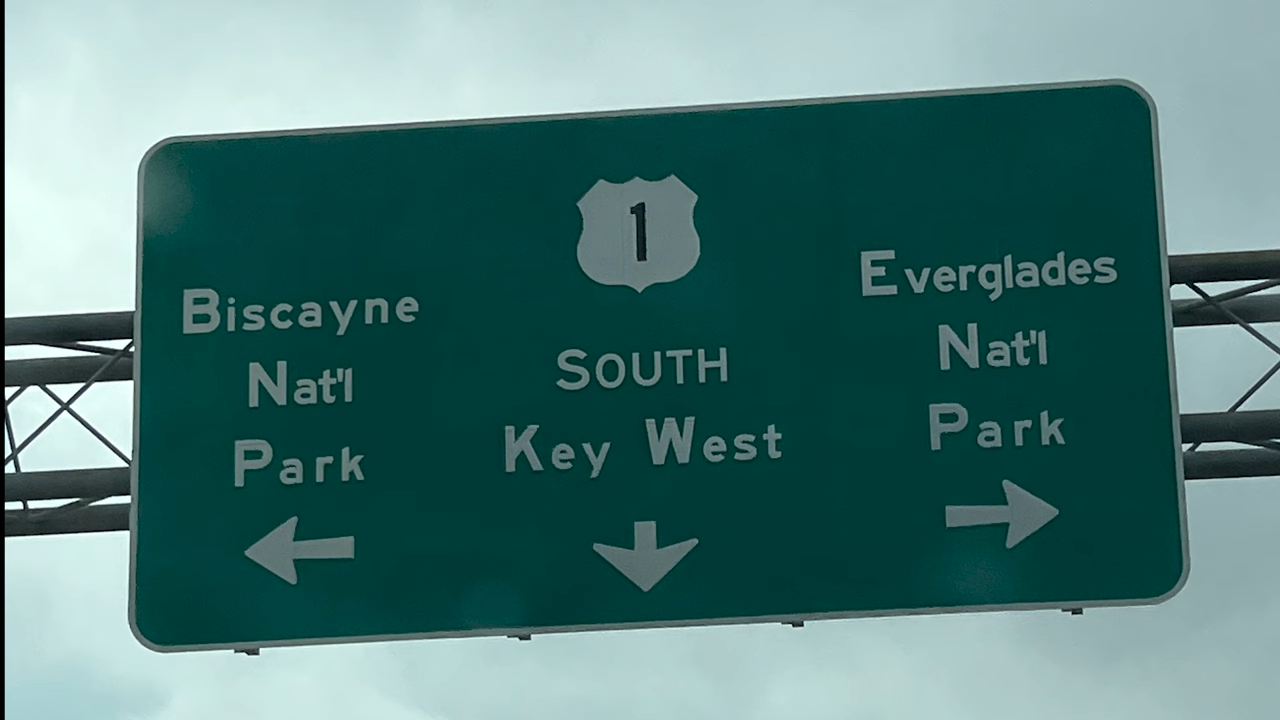 1
SOUTH
Key West
Biscayne
Nat'l
Park
Everglades
Nat'l
Park